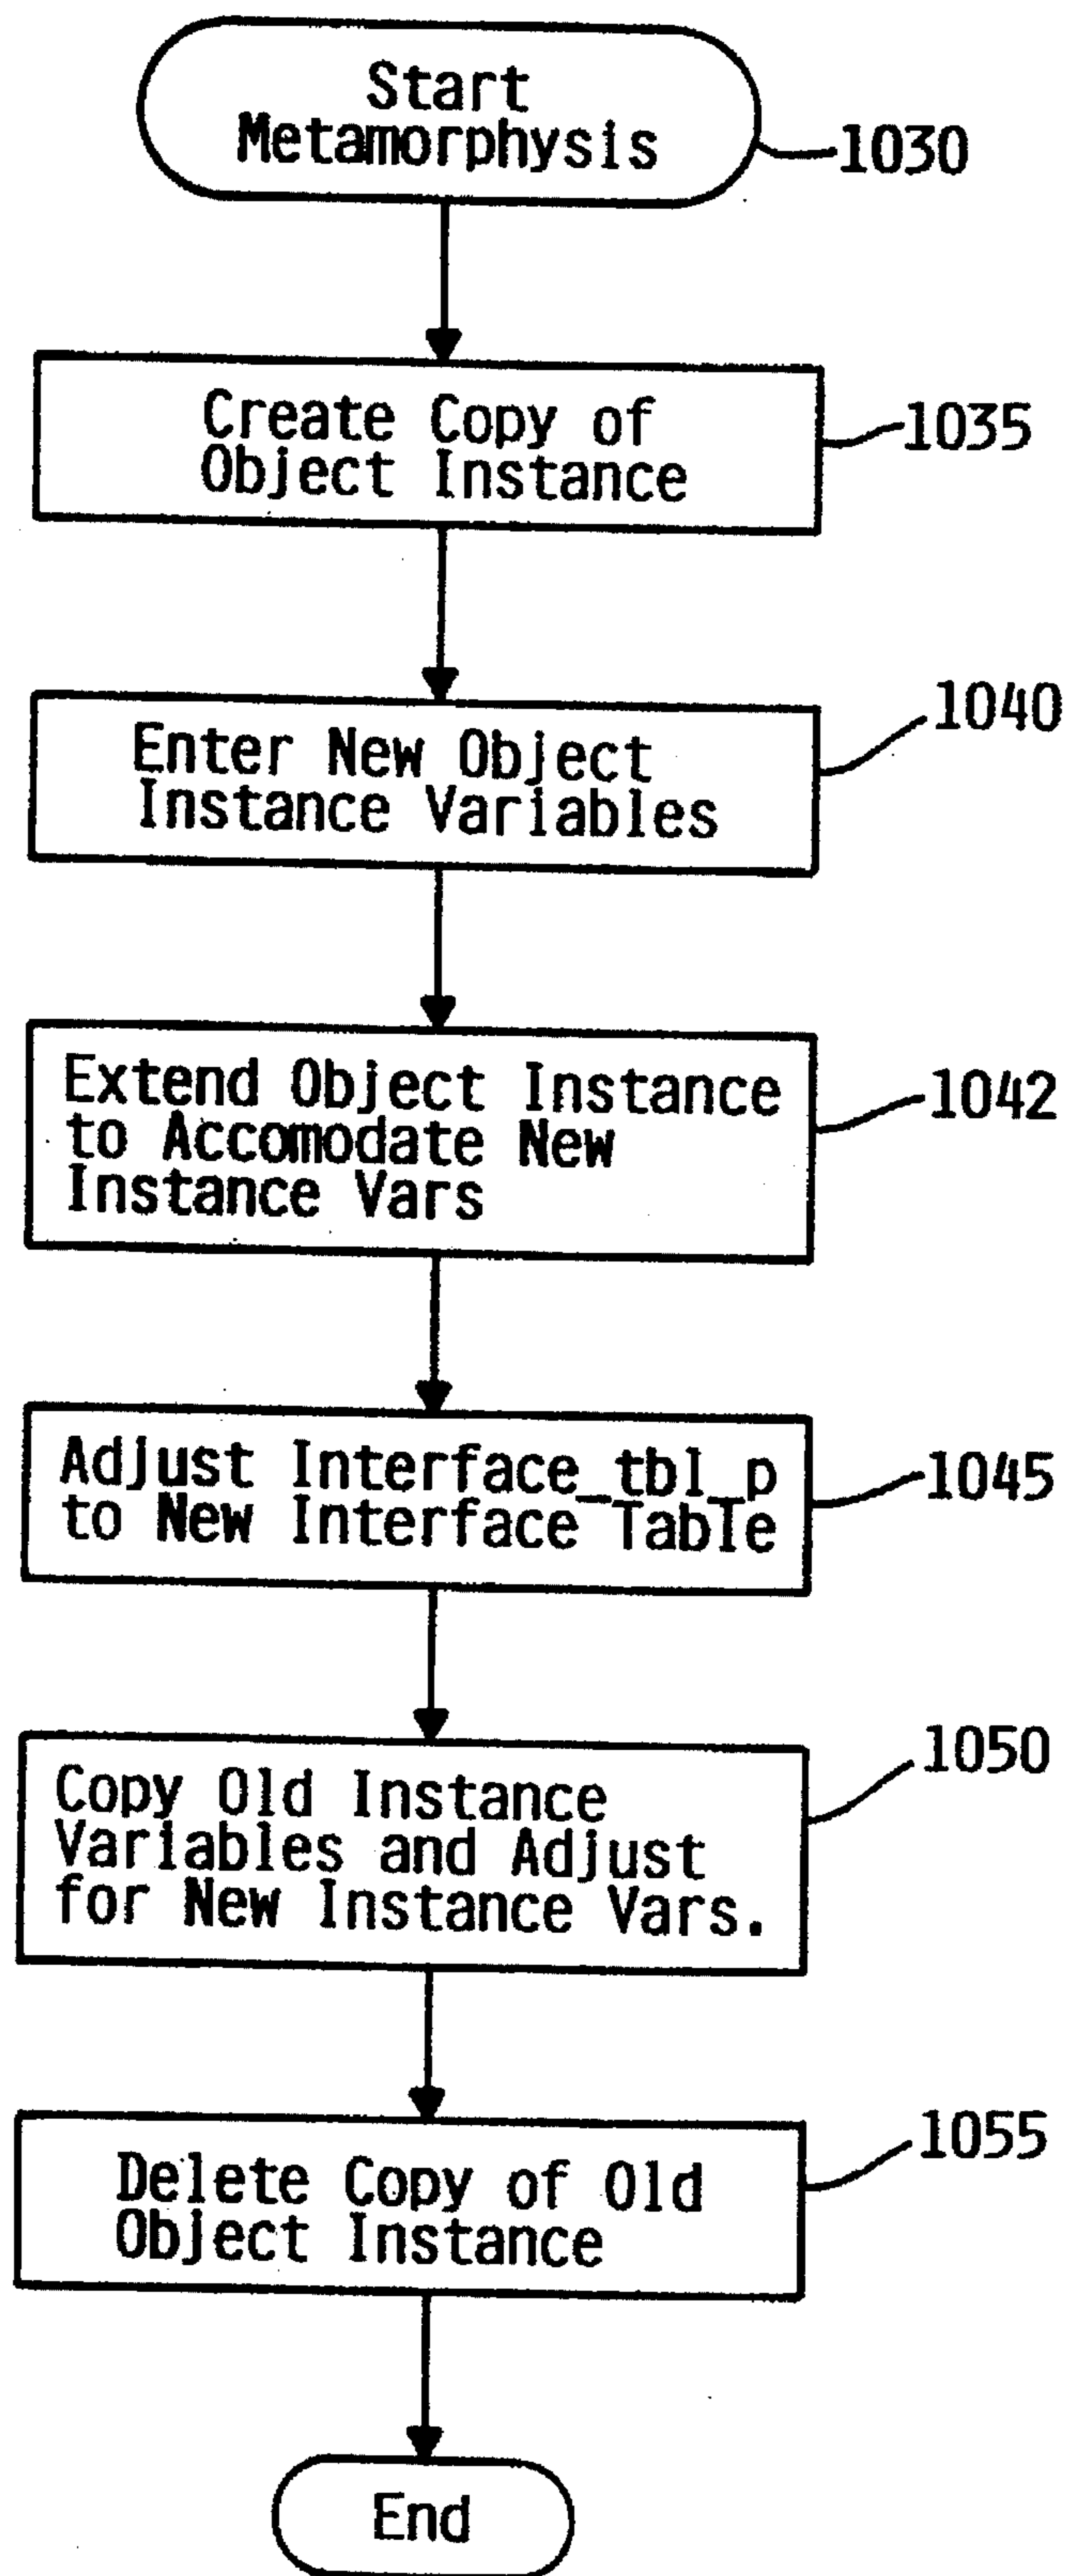 Start
Metamorphysis
1030
Create Copy of
Object Instance
1035
Enter New Object
Instance Variables
1040
Extend Object Instance
to Accomodate New
Instance Vars
1042
Adjust Interface_tbl_p
to New Interface Table
1045
Copy Old Instance
Variables and Adjust
for New Instance Vars.
1050
Delete Copy of Old
Object Instance
1055
End